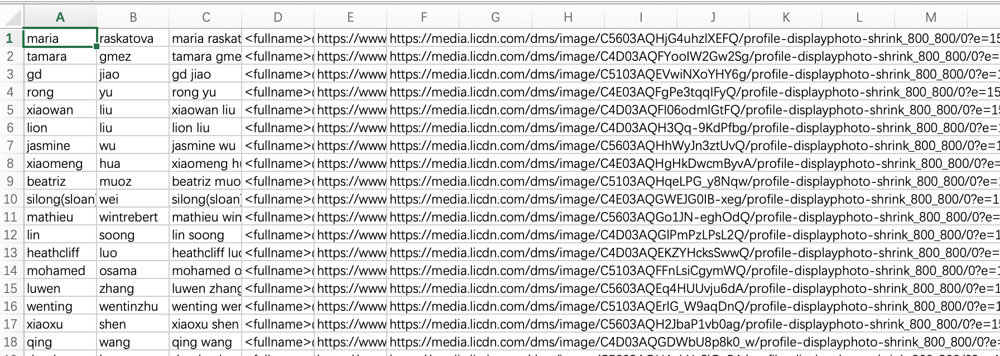 A B C D E F G H I J K L M
1 maria raskatova maria raskat <fullname> https://www https://media.licdn.com/dms/image/C5603AQHjG4uhzlXEFQ/profile-displayphoto-shrink_800_800/0?e=15
2 tamara gmez tamara gme <fullname> https://www https://media.licdn.com/dms/image/C4D03AQFYooIW2Gw2Sg/profile-displayphoto-shrink_800_800/0?e=
3 gd jiao gd jiao <fullname> https://www https://media.licdn.com/dms/image/C5103AQEVwiNXoYHY6g/profile-displayphoto-shrink_800_800/0?e=1
4 rong yu rong yu <fullname> https://www https://media.licdn.com/dms/image/C4E03AQFgPe3tqqIFyQ/profile-displayphoto-shrink_800_800/0?e=15
5 xiaowan liu xiaowan liu <fullname> https://www https://media.licdn.com/dms/image/C4D03AQFl06odmlGtFQ/profile-displayphoto-shrink_800_800/0?e=15
6 lion liu lion liu <fullname> https://www https://media.licdn.com/dms/image/C4D03AQH3Qq-9KdPfbg/profile-displayphoto-shrink_800_800/0?e=1
7 jasmine wu jasmine wu <fullname> https://www https://media.licdn.com/dms/image/C5603AQHhWyJn3ztUvQ/profile-displayphoto-shrink_800_800/0?e=1
8 xiaomeng hua xiaomeng hu <fullname> https://www https://media.licdn.com/dms/image/C4E03AQHgHkDwcmByvA/profile-displayphoto-shrink_800_800/0?e=
9 beatriz muoz beatriz muo <fullname> https://www https://media.licdn.com/dms/image/C5103AQHqeLPG_y8Nqw/profile-displayphoto-shrink_800_800/0?e=1
10 silong(sloan) wei silong(sloan) <fullname> https://www https://media.licdn.com/dms/image/C4E03AQGWEJG0IB-xeg/profile-displayphoto-shrink_800_800/0?e=1
11 mathieu wintrebert mathieu win <fullname> https://www https://media.licdn.com/dms/image/C5603AQGo1JN-eghOdQ/profile-displayphoto-shrink_800_800/0?e=
12 lin soong lin soong <fullname> https://www https://media.licdn.com/dms/image/C4D03AQGlPmPzLPsL2Q/profile-displayphoto-shrink_800_800/0?e=1
13 heathcliff luo heathcliff luo <fullname> https://www https://media.licdn.com/dms/image/C4D03AQEKZYHcksSwwQ/profile-displayphoto-shrink_800_800/0?e=
14 mohamed osama mohamed o <fullname> https://www https://media.licdn.com/dms/image/C5103AQFFnLsiCgymWQ/profile-displayphoto-shrink_800_800/0?e=1
15 luwen zhang luwen zhang <fullname> https://www https://media.licdn.com/dms/image/C5603AQEq4HUUvju6dA/profile-displayphoto-shrink_800_800/0?e=1
16 wenting wentinzhu wenting wen <fullname> https://www https://media.licdn.com/dms/image/C5103AQErlG_W9aqDnQ/profile-displayphoto-shrink_800_800/0?e=1
17 xiaoxu shen xiaoxu shen <fullname> https://www https://media.licdn.com/dms/image/C5603AQH2JbaP1vb0ag/profile-displayphoto-shrink_800_800/0?e=15
18 qing wang qing wang <fullname> https://www https://media.licdn.com/dms/image/C4D03AQGDWbU8p8k0_w/profile-displayphoto-shrink_800_800/0?e=